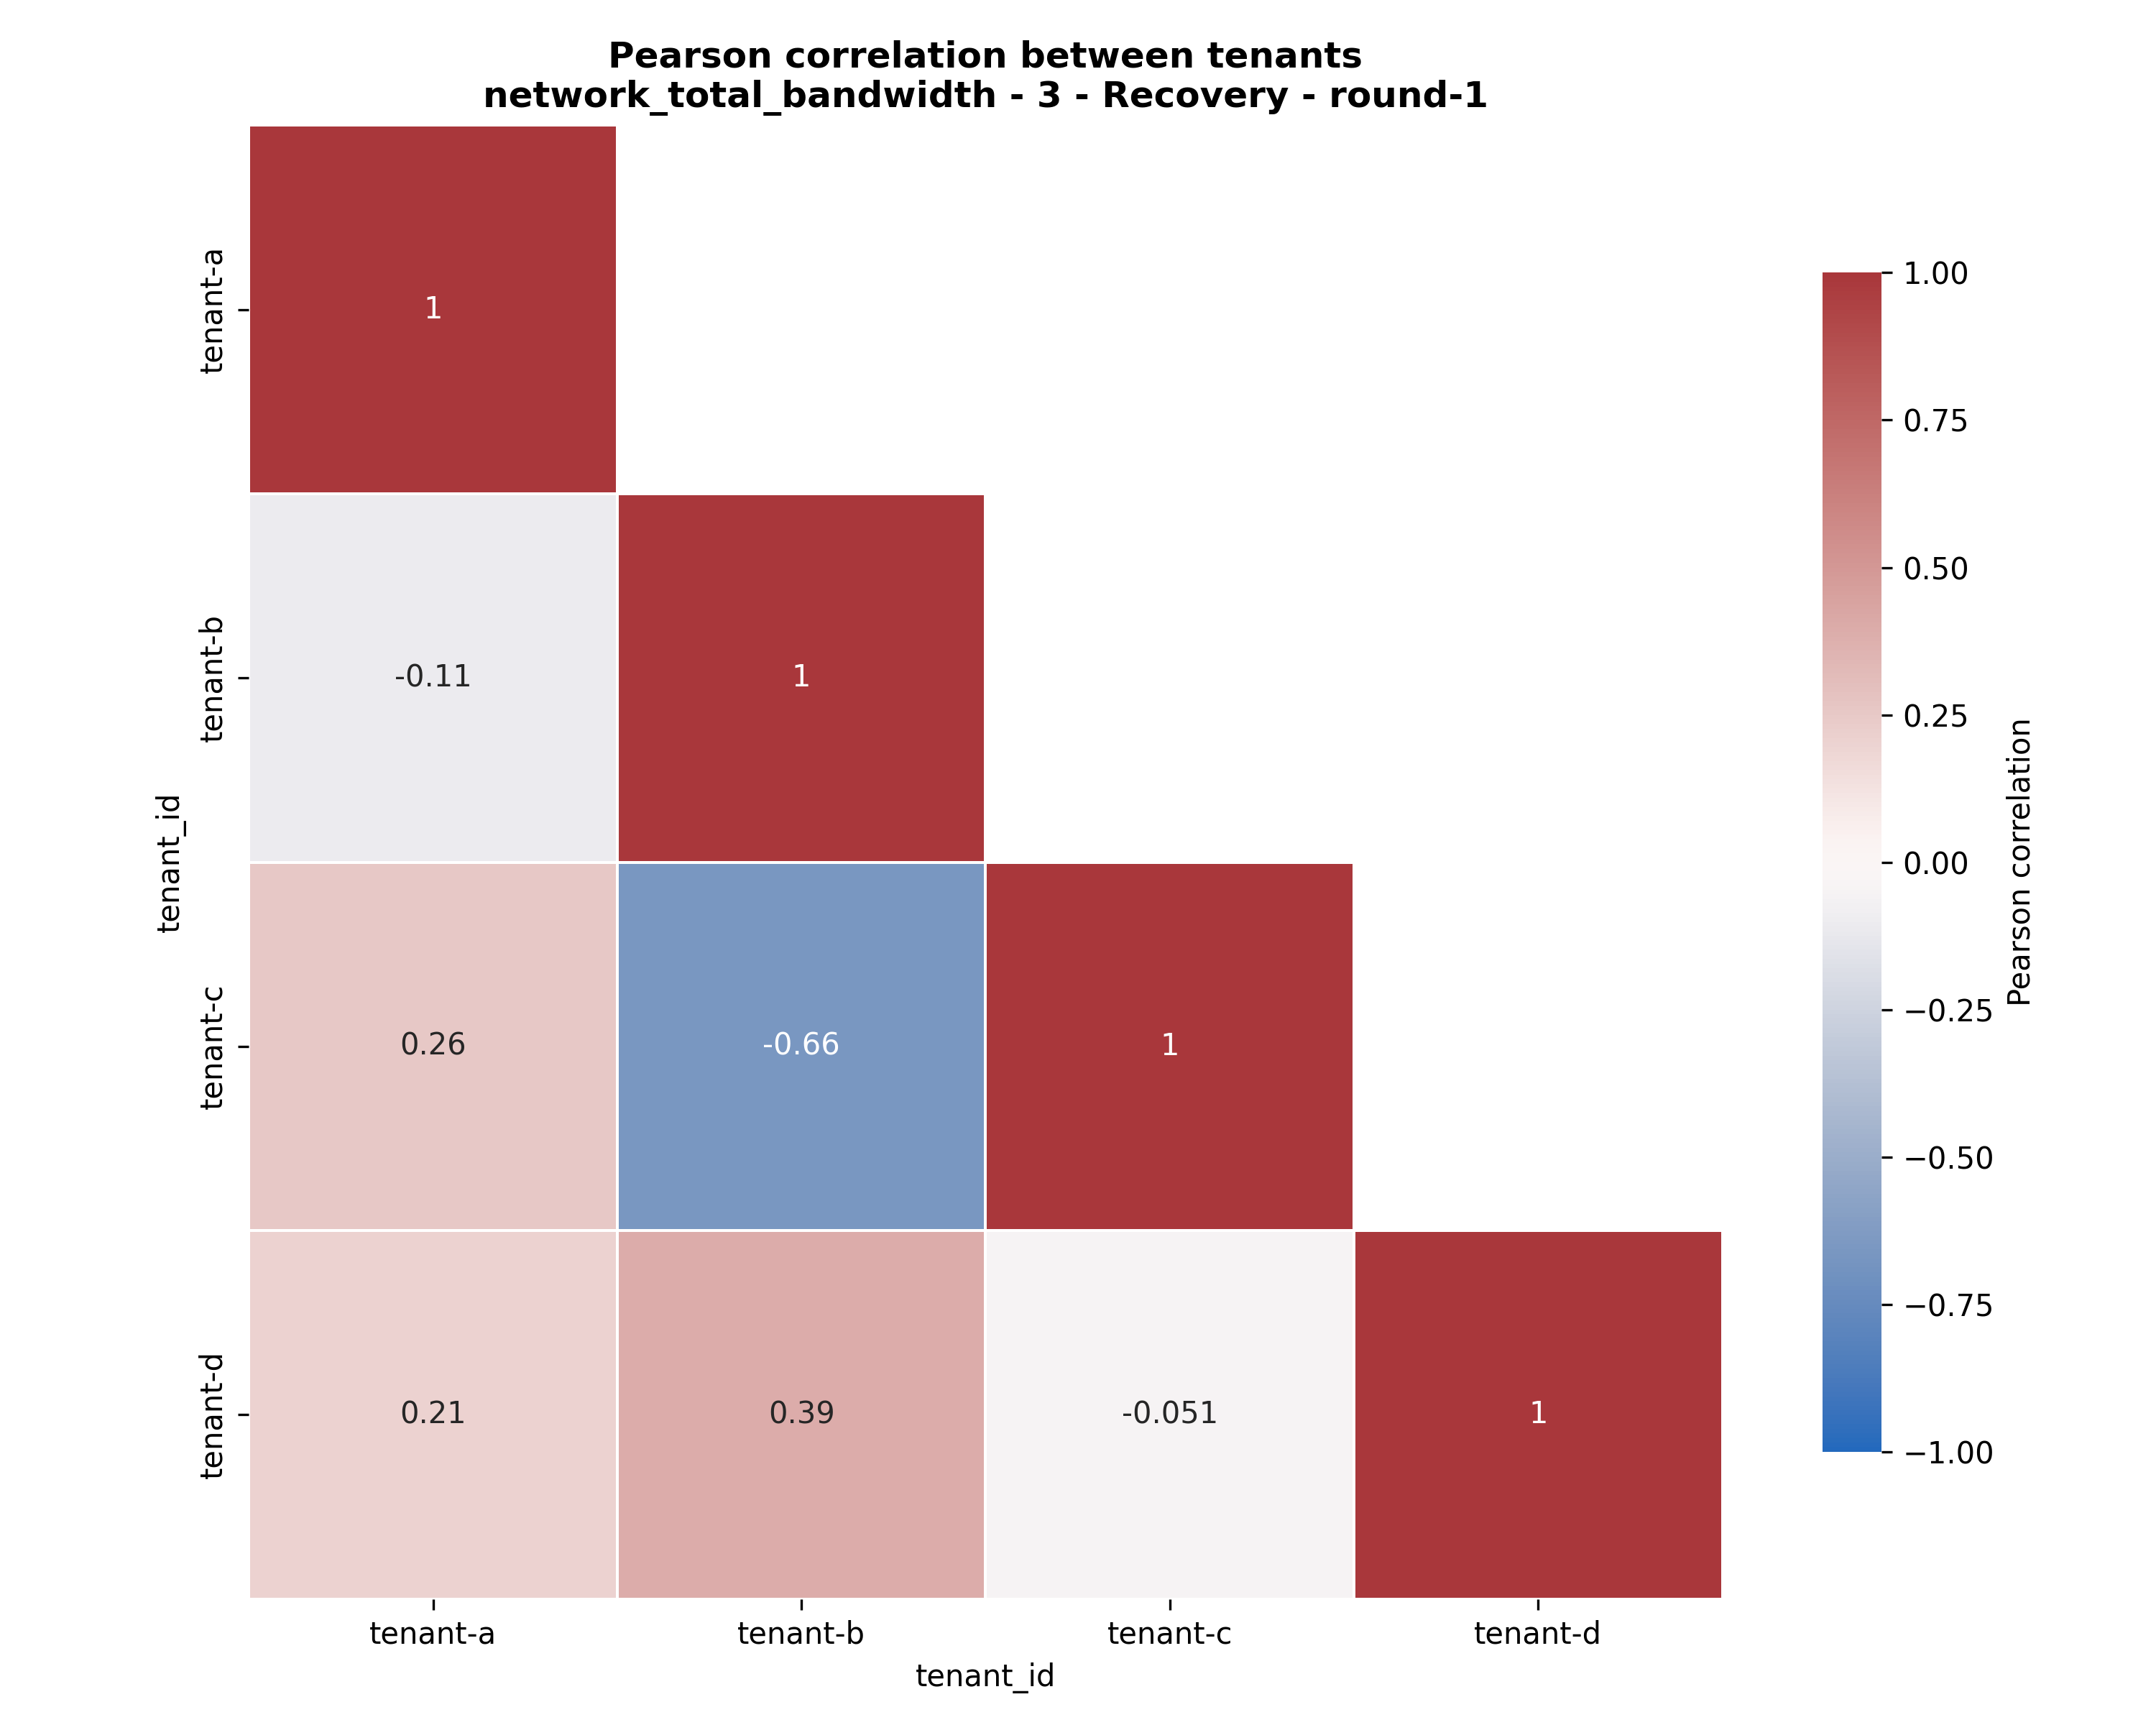 Pearson correlation between tenants
network_total_bandwidth - 3 - Recovery - round-1
tenant-a
1
tenant-b
-0.11
1
tenant_id
tenant-c
0.26
-0.66
1
tenant-d
0.21
0.39
-0.051
1
tenant-a
tenant-b
tenant-c
tenant-d
tenant_id
1.00
0.75
0.50
0.25
0.00
−0.25
−0.50
−0.75
−1.00
Pearson correlation